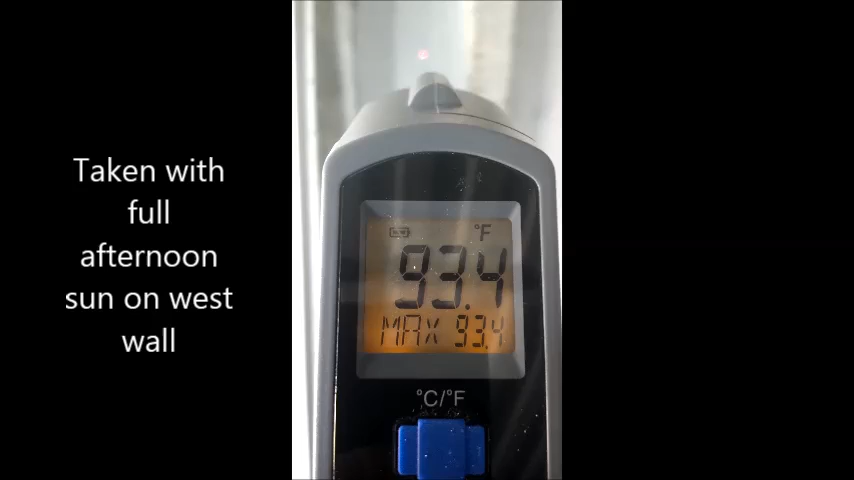 Taken with
full
afternoon
sun on west
wall
°F
93.4
MAX 93.4
°C/°F